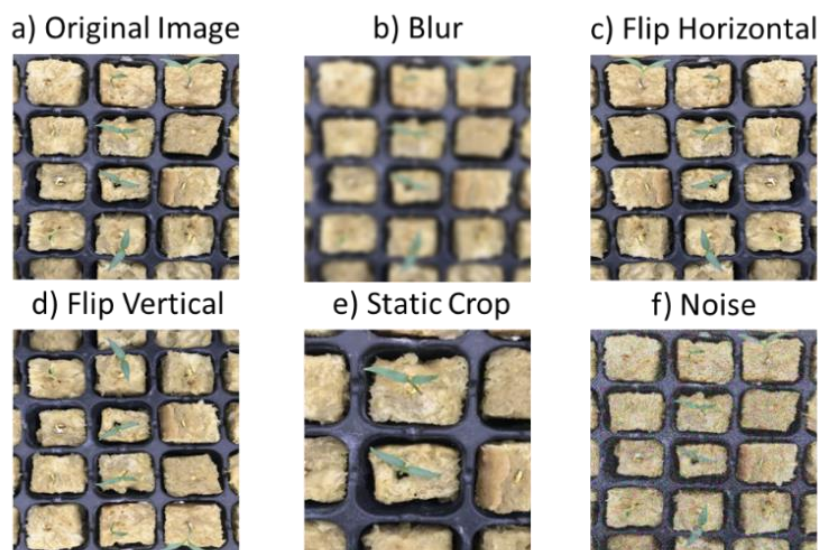 a) Original Image
b) Blur
c) Flip Horizontal
d) Flip Vertical
e) Static Crop
f) Noise